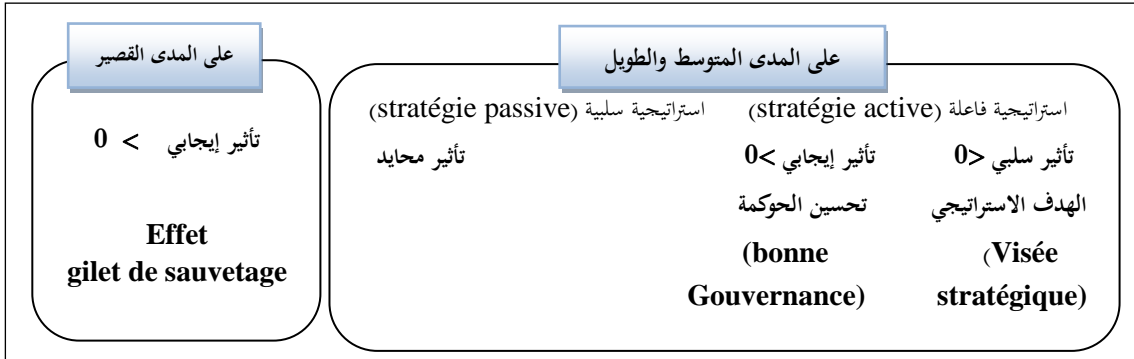 على المدى المتوسط والطويل
استراتيجية فاعلة (stratégie active) استراتيجية سلبية (stratégie passive)
تأثير سلبي <0 تأثير إيجابي >0 تأثير محايد
الهدف الاستراتيجي تحسين الحوكمة
(Visée (bonne
stratégique) Gouvernance)
على المدى القصير
تأثير إيجابي > 0
Effet
gilet de sauvetage